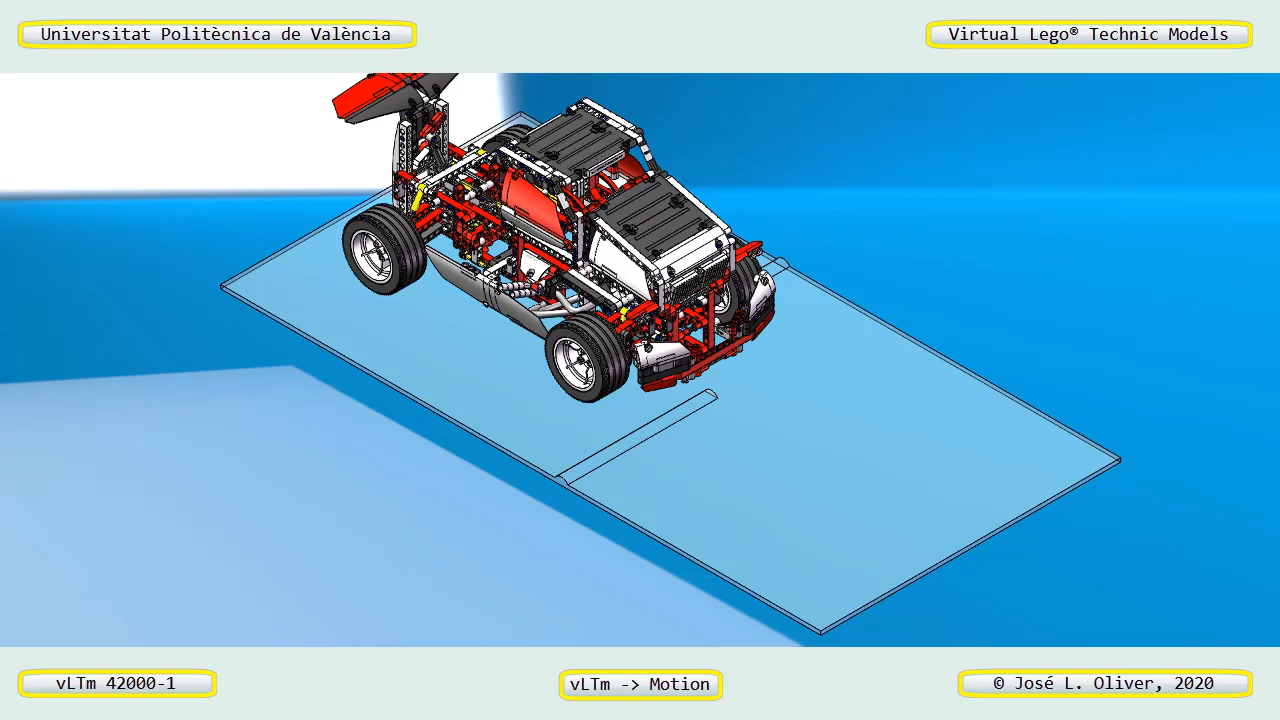 Universitat Politècnica de València
Virtual Lego® Technic Models
vLTm 42000-1
vLTm -> Motion
© José L. Oliver, 2020